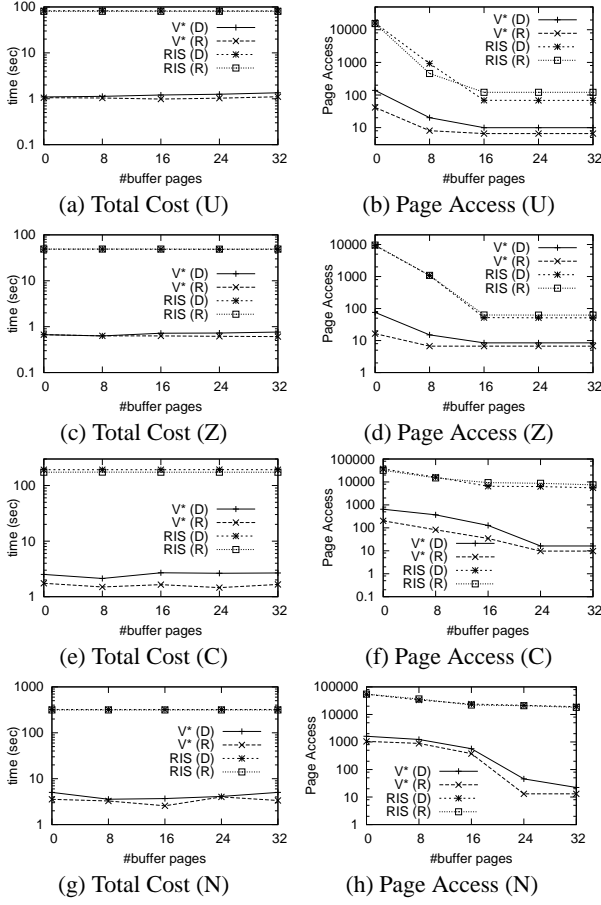 100
10
1
0.1
time (sec)
V* (D)
V* (R)
RIS (D)
RIS (R)
0 8 16 24 32
#buffer pages
(a) Total Cost (U)
10000
1000
100
10
Page Access
V* (D)
V* (R)
RIS (D)
RIS (R)
0 8 16 24 32
#buffer pages
(b) Page Access (U)
100
10
1
0.1
time (sec)
V* (D)
V* (R)
RIS (D)
RIS (R)
0 8 16 24 32
#buffer pages
(c) Total Cost (Z)
10000
1000
100
10
1
Page Access
V* (D)
V* (R)
RIS (D)
RIS (R)
0 8 16 24 32
#buffer pages
(d) Page Access (Z)
100
10
1
time (sec)
V* (D)
V* (R)
RIS (D)
RIS (R)
0 8 16 24 32
#buffer pages
(e) Total Cost (C)
100000
10000
1000
100
10
1
0.1
Page Access
V* (D)
V* (R)
RIS (D)
RIS (R)
0 8 16 24 32
#buffer pages
(f) Page Access (C)
1000
100
10
1
time (sec)
V* (D)
V* (R)
RIS (D)
RIS (R)
0 8 16 24 32
#buffer pages
(g) Total Cost (N)
100000
10000
1000
100
10
1
Page Access
V* (D)
V* (R)
RIS (D)
RIS (R)
0 8 16 24 32
#buffer pages
(h) Page Access (N)